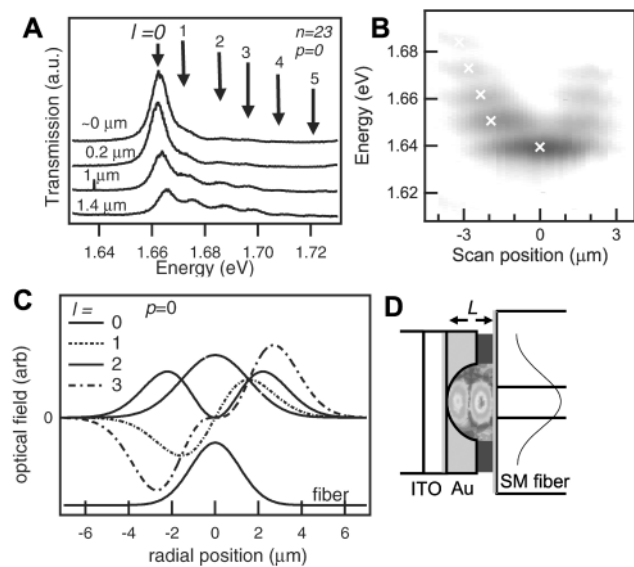 A
l=0
1
2
3
4
5
n=23
p=0
Transmission (a.u.)
~0 μm
0.2 μm
1 μm
1.4 μm
1.64
1.66
1.68
1.70
1.72
Energy (eV)
B
Energy (eV)
1.68
1.66
1.64
1.62
-3
0
3
Scan position (μm)
C
l =
p=0
0
1
2
3
optical field (arb)
0
fiber
-6
-4
-2
0
2
4
6
radial position (μm)
D
L
ITO
Au
SM fiber